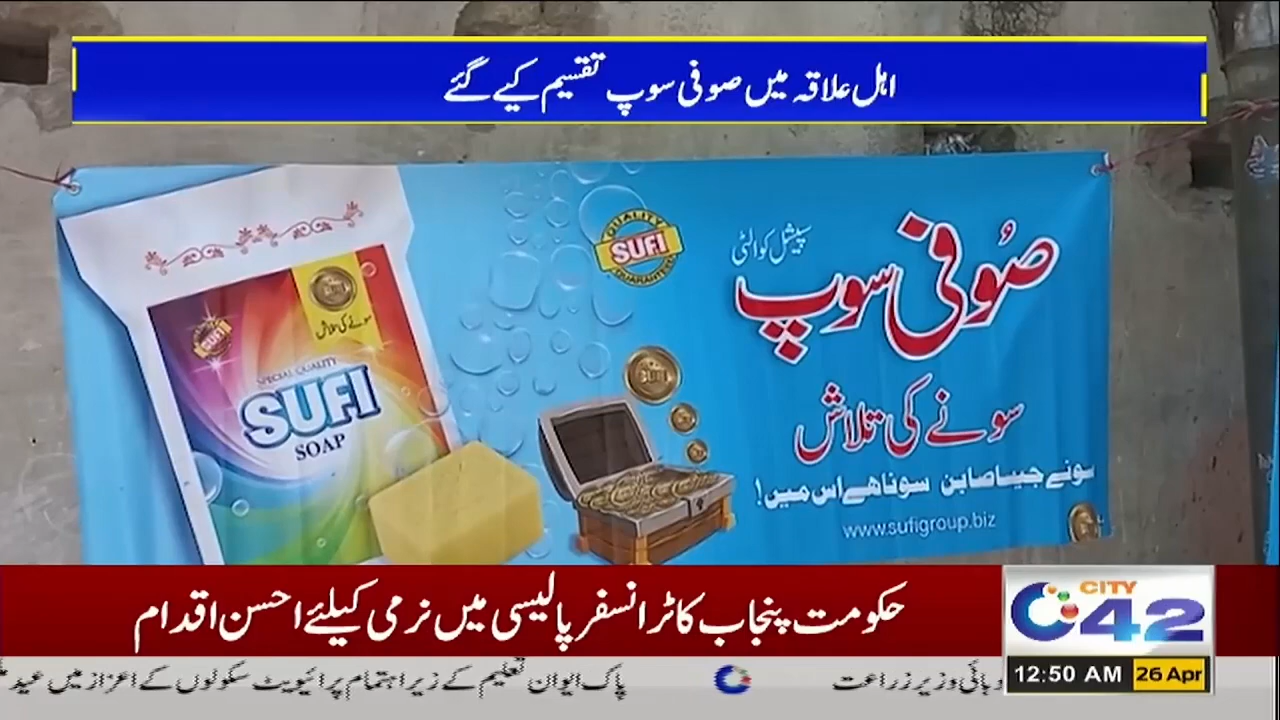 اہل علاقہ میں صوفی سوپ تقسیم کیے گئے
QUALITY
SUFI
GUARANTEED
سپیشل کوالٹی
صُوفی سوپ
سونے کی تلاش
سونے جیسا صابن سونا ھے اس میں!
www.sufigroup.biz
SUFI
سونے کی تلاش
SPECIAL QUALITY
SUFI
SOAP
حکومت پنجاب کا ٹرانسفر پالیسی میں نرمی کیلئے احسن اقدام
CITY
42
12:50 AM 26 Apr
وزیر زراعت
پاک ایوان تعلیم کے زیر اہتمام پرائیویٹ سکولوں کے اعزاز میں عید